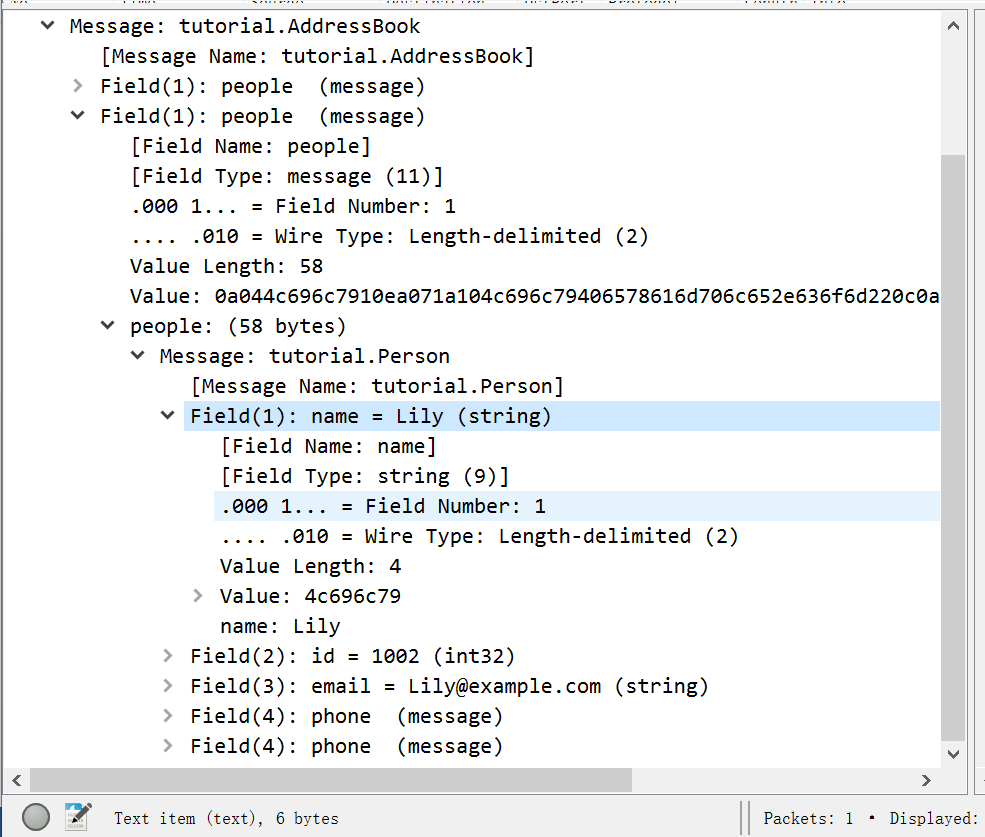 Message: tutorial.AddressBook
[Message Name: tutorial.AddressBook]
Field(1): people  (message)
Field(1): people  (message)
[Field Name: people]
[Field Type: message (11)]
.000 1... = Field Number: 1
.... .010 = Wire Type: Length-delimited (2)
Value Length: 58
Value: 0a044c696c7910ea071a104c696c79406578616d706c652e636f6d220c0a
people: (58 bytes)
Message: tutorial.Person
[Message Name: tutorial.Person]
Field(1): name = Lily (string)
[Field Name: name]
[Field Type: string (9)]
.000 1... = Field Number: 1
.... .010 = Wire Type: Length-delimited (2)
Value Length: 4
Value: 4c696c79
name: Lily
Field(2): id = 1002 (int32)
Field(3): email = Lily@example.com (string)
Field(4): phone  (message)
Field(4): phone  (message)
Text item (text), 6 bytes
Packets: 1 · Displayed: